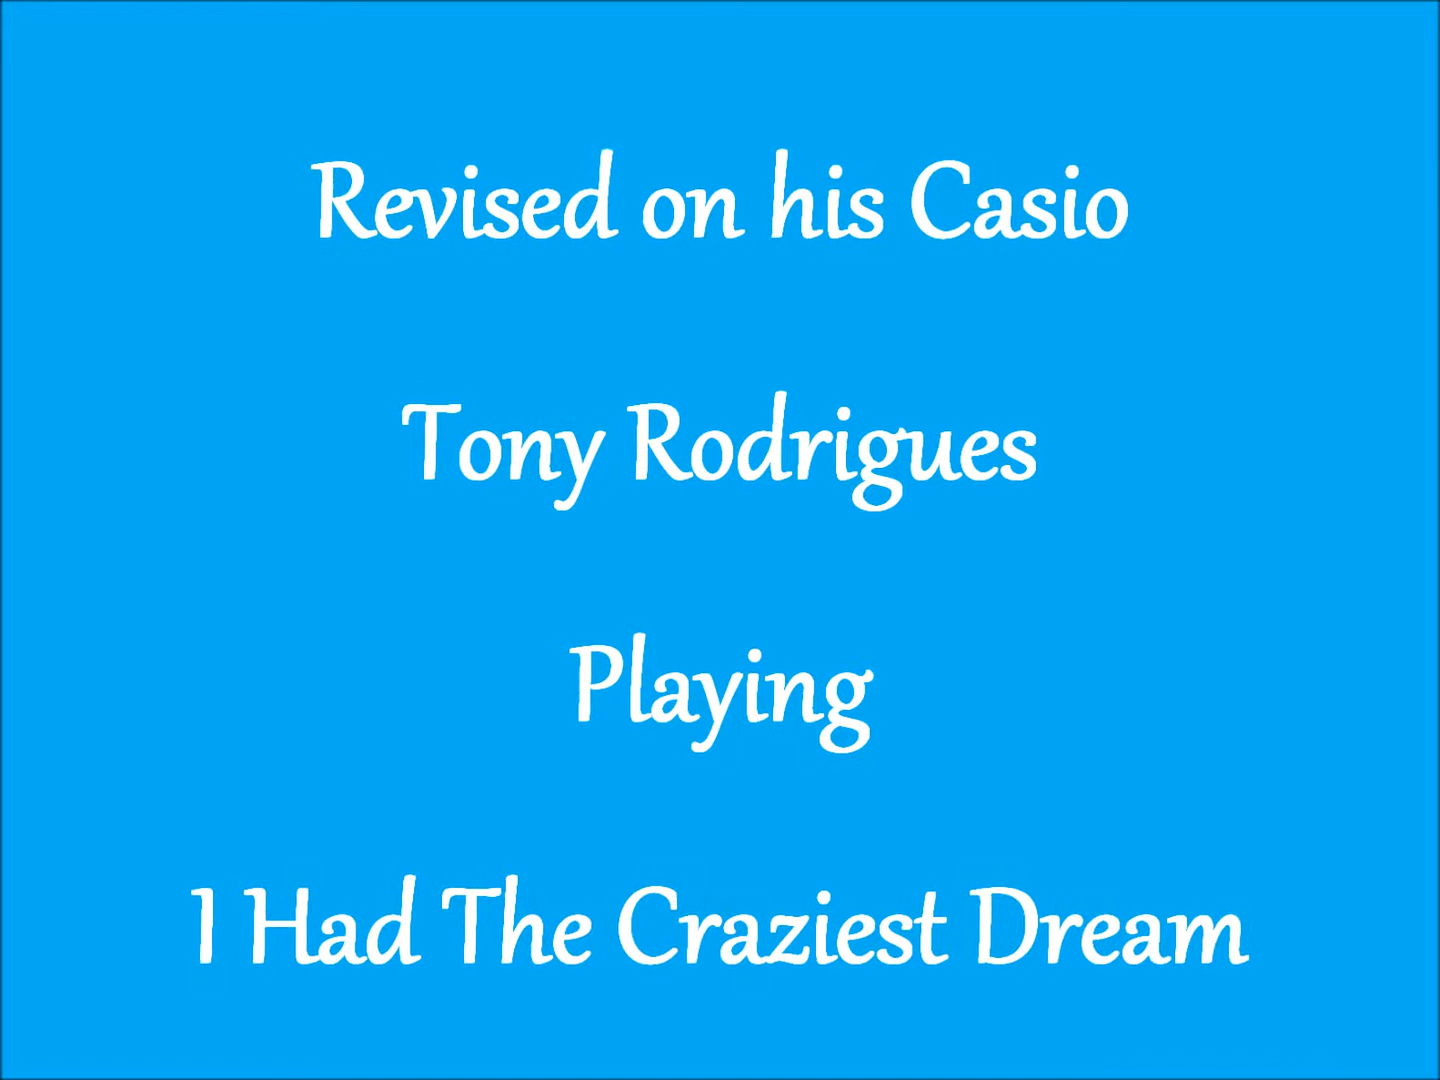 Revised on his Casio
Tony Rodrigues
Playing
I Had The Craziest Dream